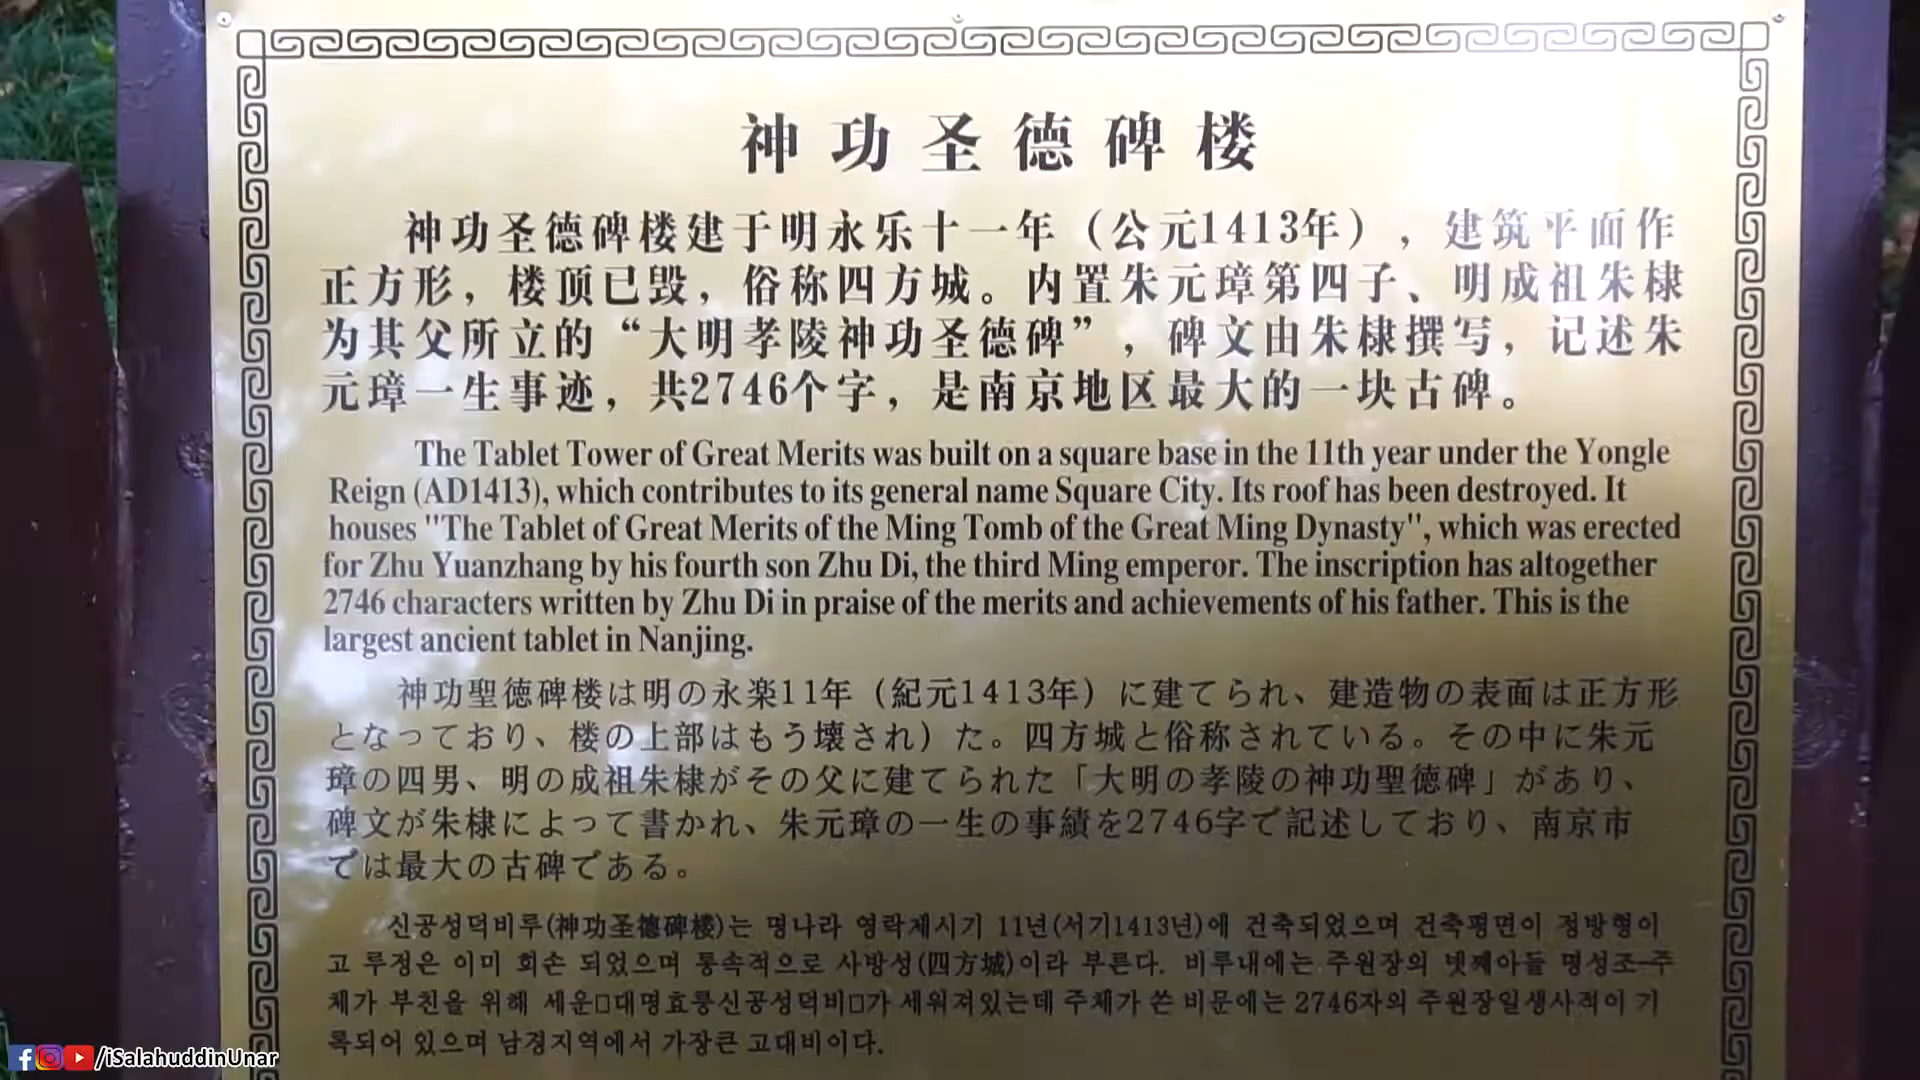 神功圣德碑楼
神功圣德碑楼建于明永乐十一年（公元1413年），建筑平面作
正方形，楼顶已毁，俗称四方城。内置朱元璋第四子、明成祖朱棣
为其父所立的“大明孝陵神功圣德碑”，碑文由朱棣撰写，记述朱
元璋一生事迹，共2746个字，是南京地区最大的一块古碑。
The Tablet Tower of Great Merits was built on a square base in the 11th year under the Yongle
Reign (AD1413), which contributes to its general name Square City. Its roof has been destroyed. It
houses "The Tablet of Great Merits of the Ming Tomb of the Great Ming Dynasty", which was erected
for Zhu Yuanzhang by his fourth son Zhu Di, the third Ming emperor. The inscription has altogether
2746 characters written by Zhu Di in praise of the merits and achievements of his father. This is the
largest ancient tablet in Nanjing.
神功聖徳碑楼は明の永楽11年（紀元1413年）に建てられ、建造物の表面は正方形
となっており、楼の上部はもう壊され）た。四方城と俗称されている。その中に朱元
璋の四男、明の成祖朱棣がその父に建てられた「大明の孝陵の神功聖徳碑」があり、
碑文が朱棣によって書かれ、朱元璋の一生の事績を2746字で記述しており、南京市
では最大の古碑である。
신공성덕비루(神功圣德碑楼)는 명나라 영락제시기 11년(서기1413년)에 건축되었으며 건축평면이 정방형이
고 루정은 이미 회손 되었으며 통속적으로 사방성(四方城)이라 부른다. 비루내에는 주원장의 넷째아들 명성조-주
체가 부친을 위해 세운□대명효릉신공성덕비□가 세워져있는데 주체가 쓴 비문에는 2746자의 주원장일생사적이 기
록되어 있으며 남경지역에서 가장큰 고대비이다.
/iSalahuddinUnar